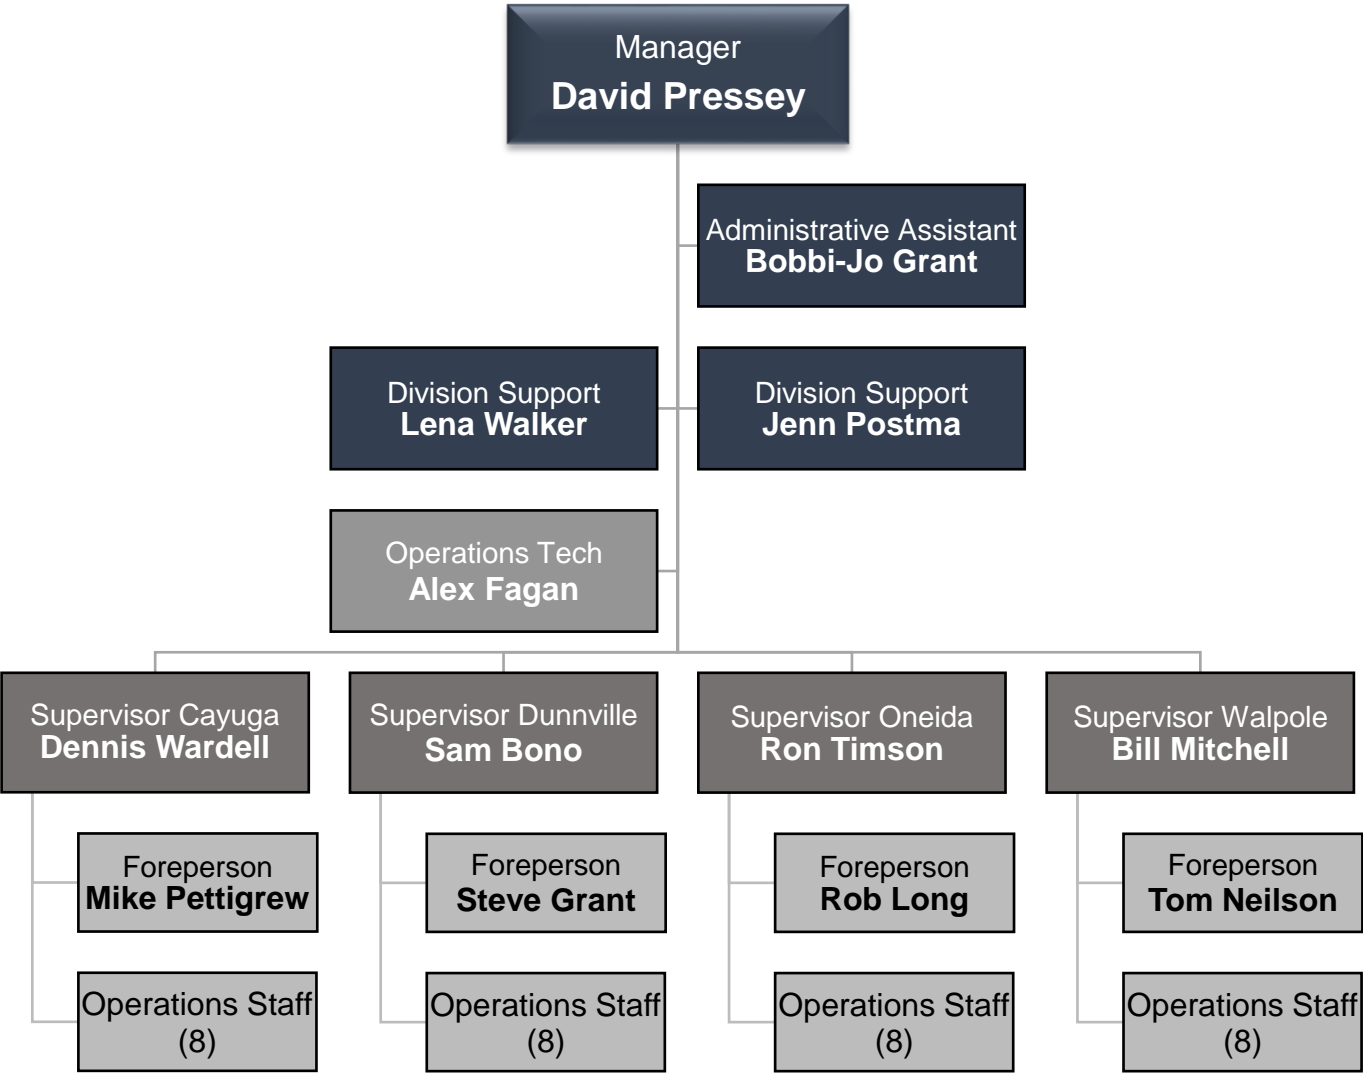 Manager
David Pressey
Administrative Assistant
Bobbi-Jo Grant
Division Support
Lena Walker
Division Support
Jenn Postma
Operations Tech
Alex Fagan
Supervisor Cayuga
Dennis Wardell
Supervisor Dunnville
Sam Bono
Supervisor Oneida
Ron Timson
Supervisor Walpole
Bill Mitchell
Foreperson
Mike Pettigrew
Foreperson
Steve Grant
Foreperson
Rob Long
Foreperson
Tom Neilson
Operations Staff
(8)
Operations Staff
(8)
Operations Staff
(8)
Operations Staff
(8)